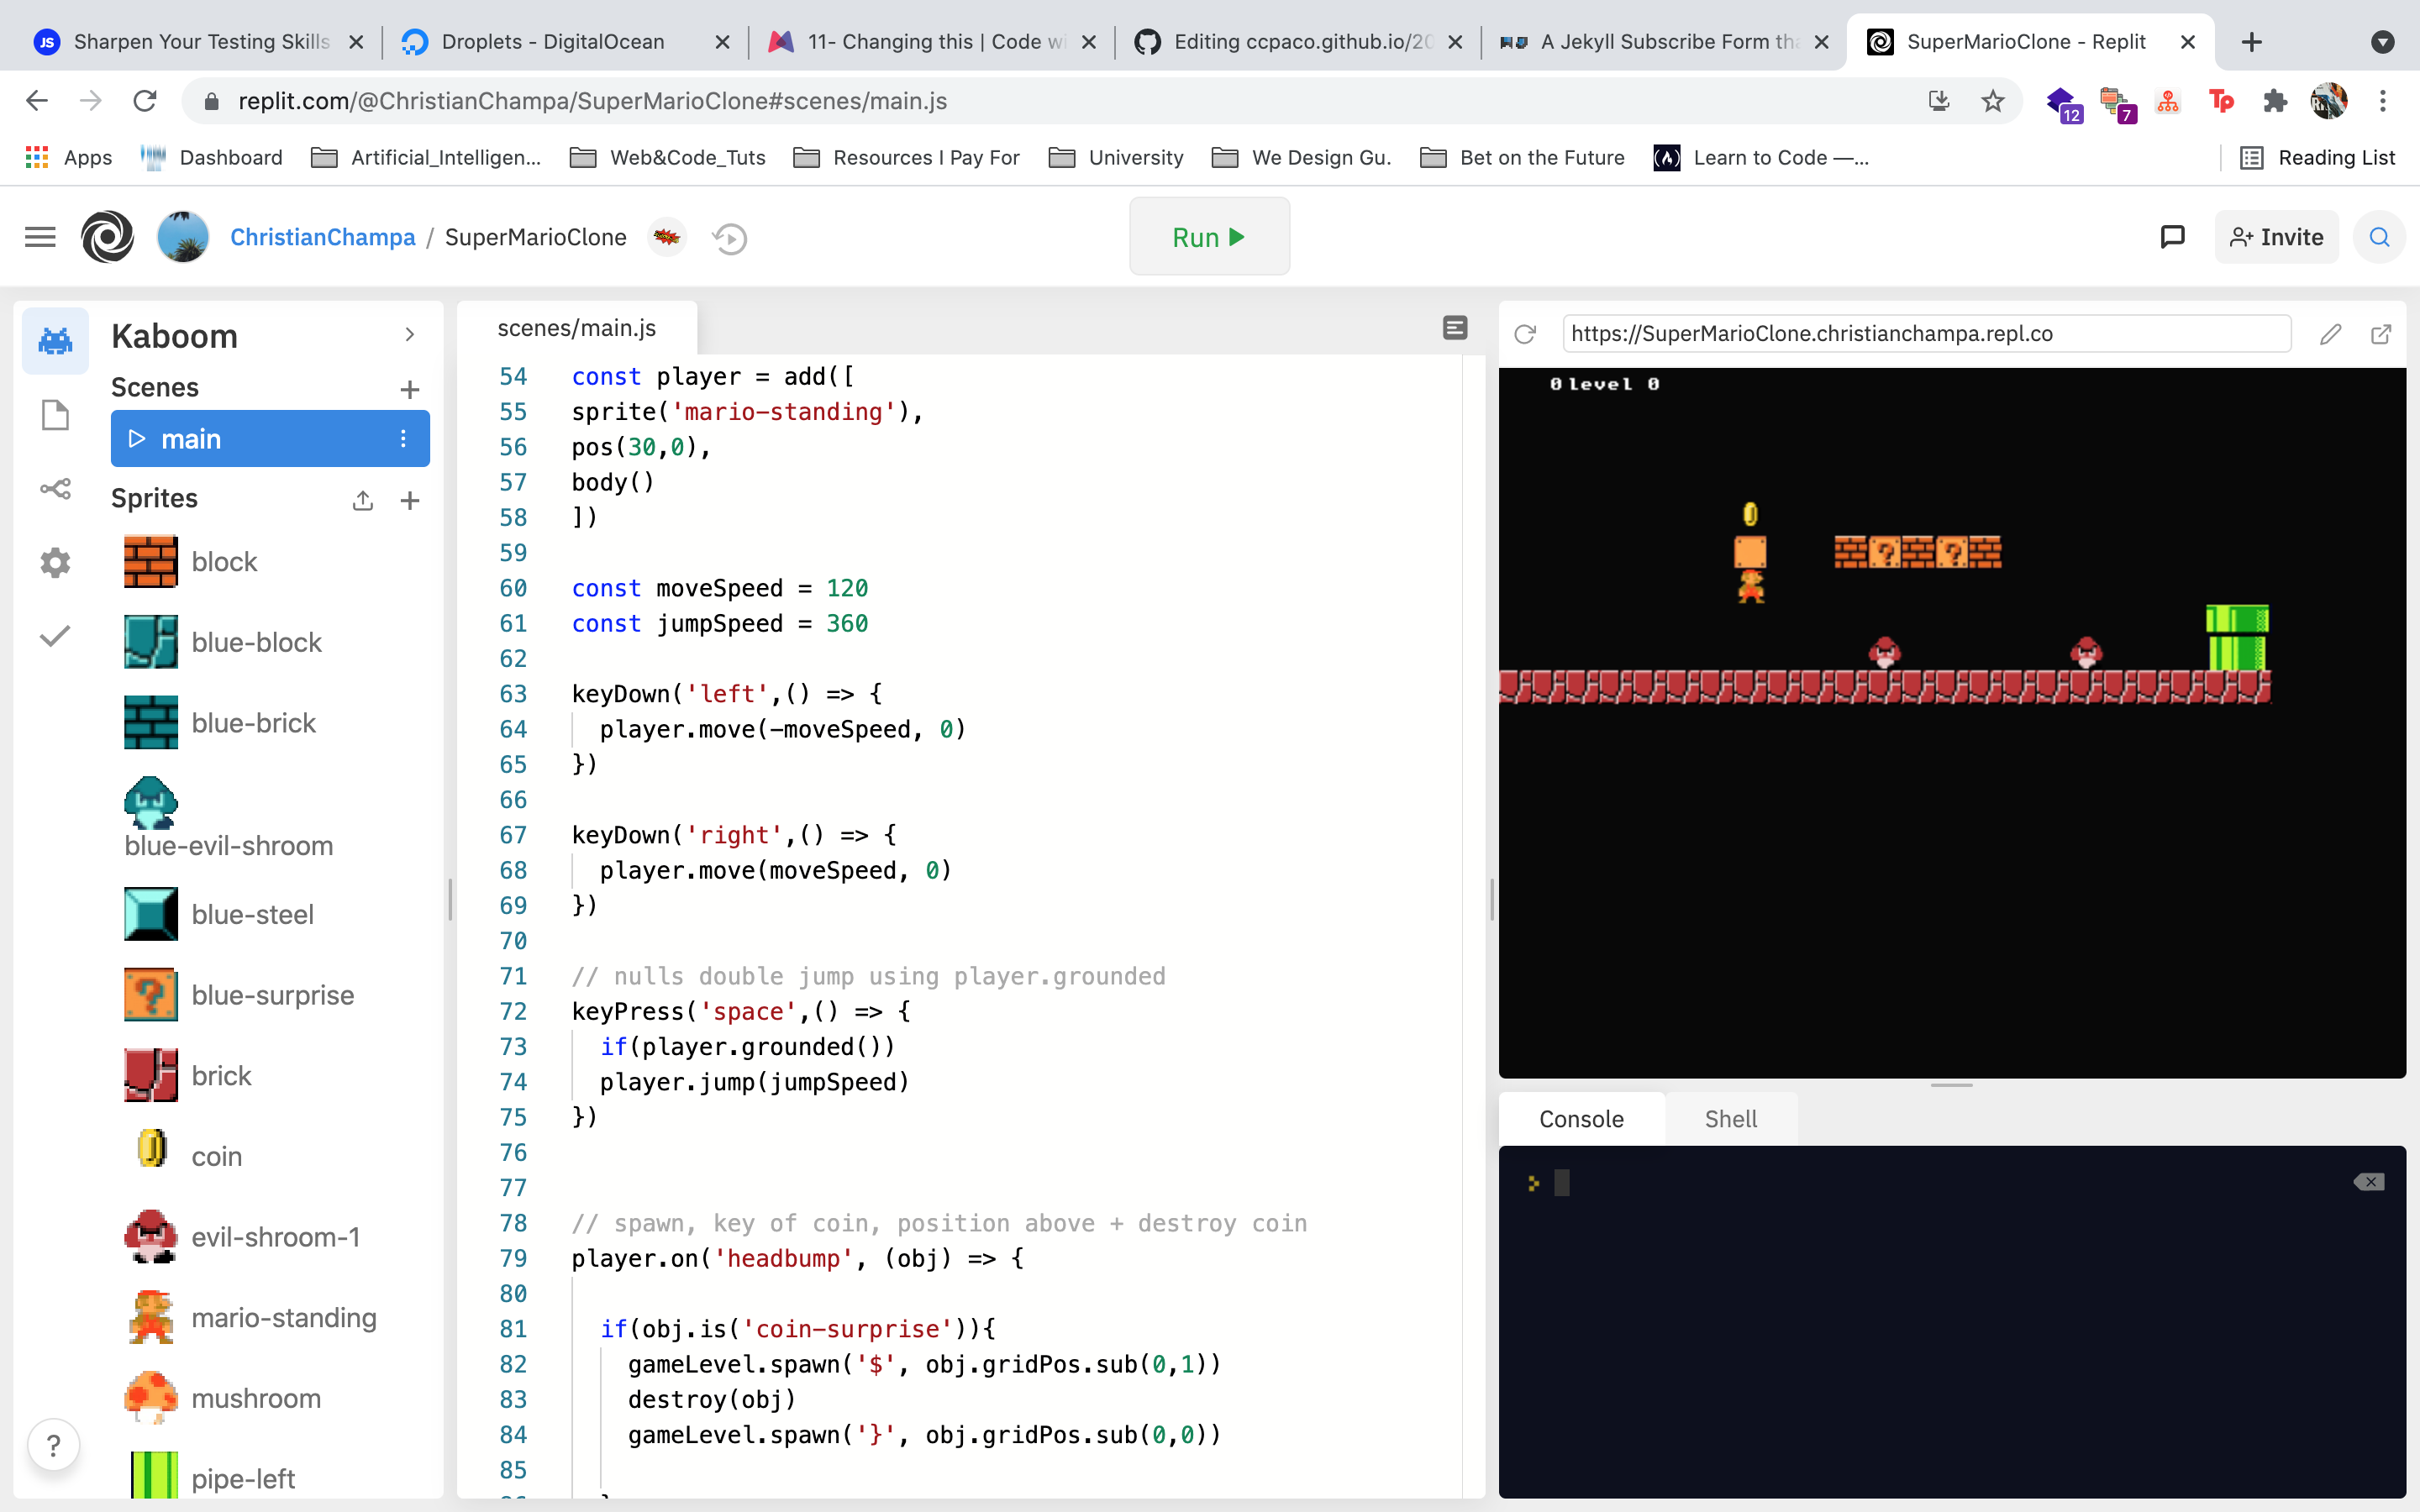 JS Sharpen Your Testing Skills
Droplets - DigitalOcean
11- Changing this | Code wi
Editing ccpaco.github.io/20
A Jekyll Subscribe Form tha
SuperMarioClone - Replit
replit.com/@ChristianChampa/SuperMarioClone#scenes/main.js
12
7
Tp
Apps
Dashboard
Artificial_Intelligen...
Web&Code_Tuts
Resources I Pay For
University
We Design Gu.
Bet on the Future
Learn to Code —...
Reading List
ChristianChampa / SuperMarioClone
Run
Invite
Kaboom
Scenes
main
Sprites
block
blue-block
blue-brick
blue-evil-shroom
blue-steel
blue-surprise
brick
coin
evil-shroom-1
mario-standing
mushroom
pipe-left
?
scenes/main.js
54 const player = add([
55 sprite('mario-standing'),
56 pos(30,0),
57 body()
58 ])
59
60 const moveSpeed = 120
61 const jumpSpeed = 360
62
63 keyDown('left',() => {
64 player.move(-moveSpeed, 0)
65 })
66
67 keyDown('right',() => {
68 player.move(moveSpeed, 0)
69 })
70
71 // nulls double jump using player.grounded
72 keyPress('space',() => {
73 if(player.grounded())
74 player.jump(jumpSpeed)
75 })
76
77
78 // spawn, key of coin, position above + destroy coin
79 player.on('headbump', (obj) => {
80
81 if(obj.is('coin-surprise')){
82 gameLevel.spawn('$', obj.gridPos.sub(0,1))
83 destroy(obj)
84 gameLevel.spawn('}', obj.gridPos.sub(0,0))
85
https://SuperMarioClone.christianchampa.repl.co
0 level 0
? ?
Console
Shell
>